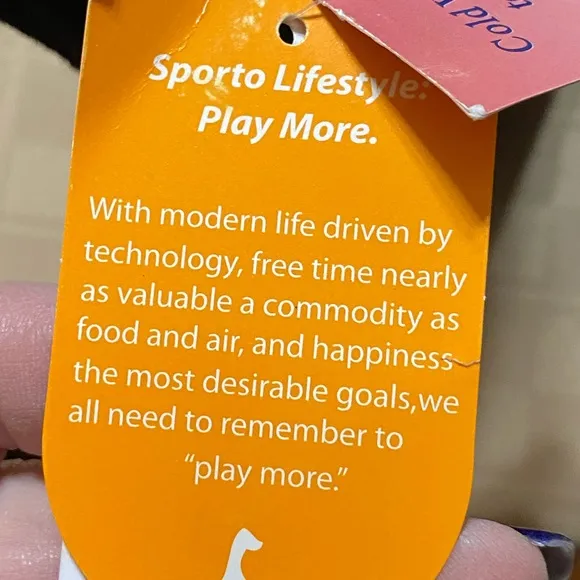 Cold
Sporto Lifestyle:
Play More.
With modern life driven by
technology, free time nearly
as valuable a commodity as
food and air, and happiness
the most desirable goals,we
all need to remember to
“play more.”